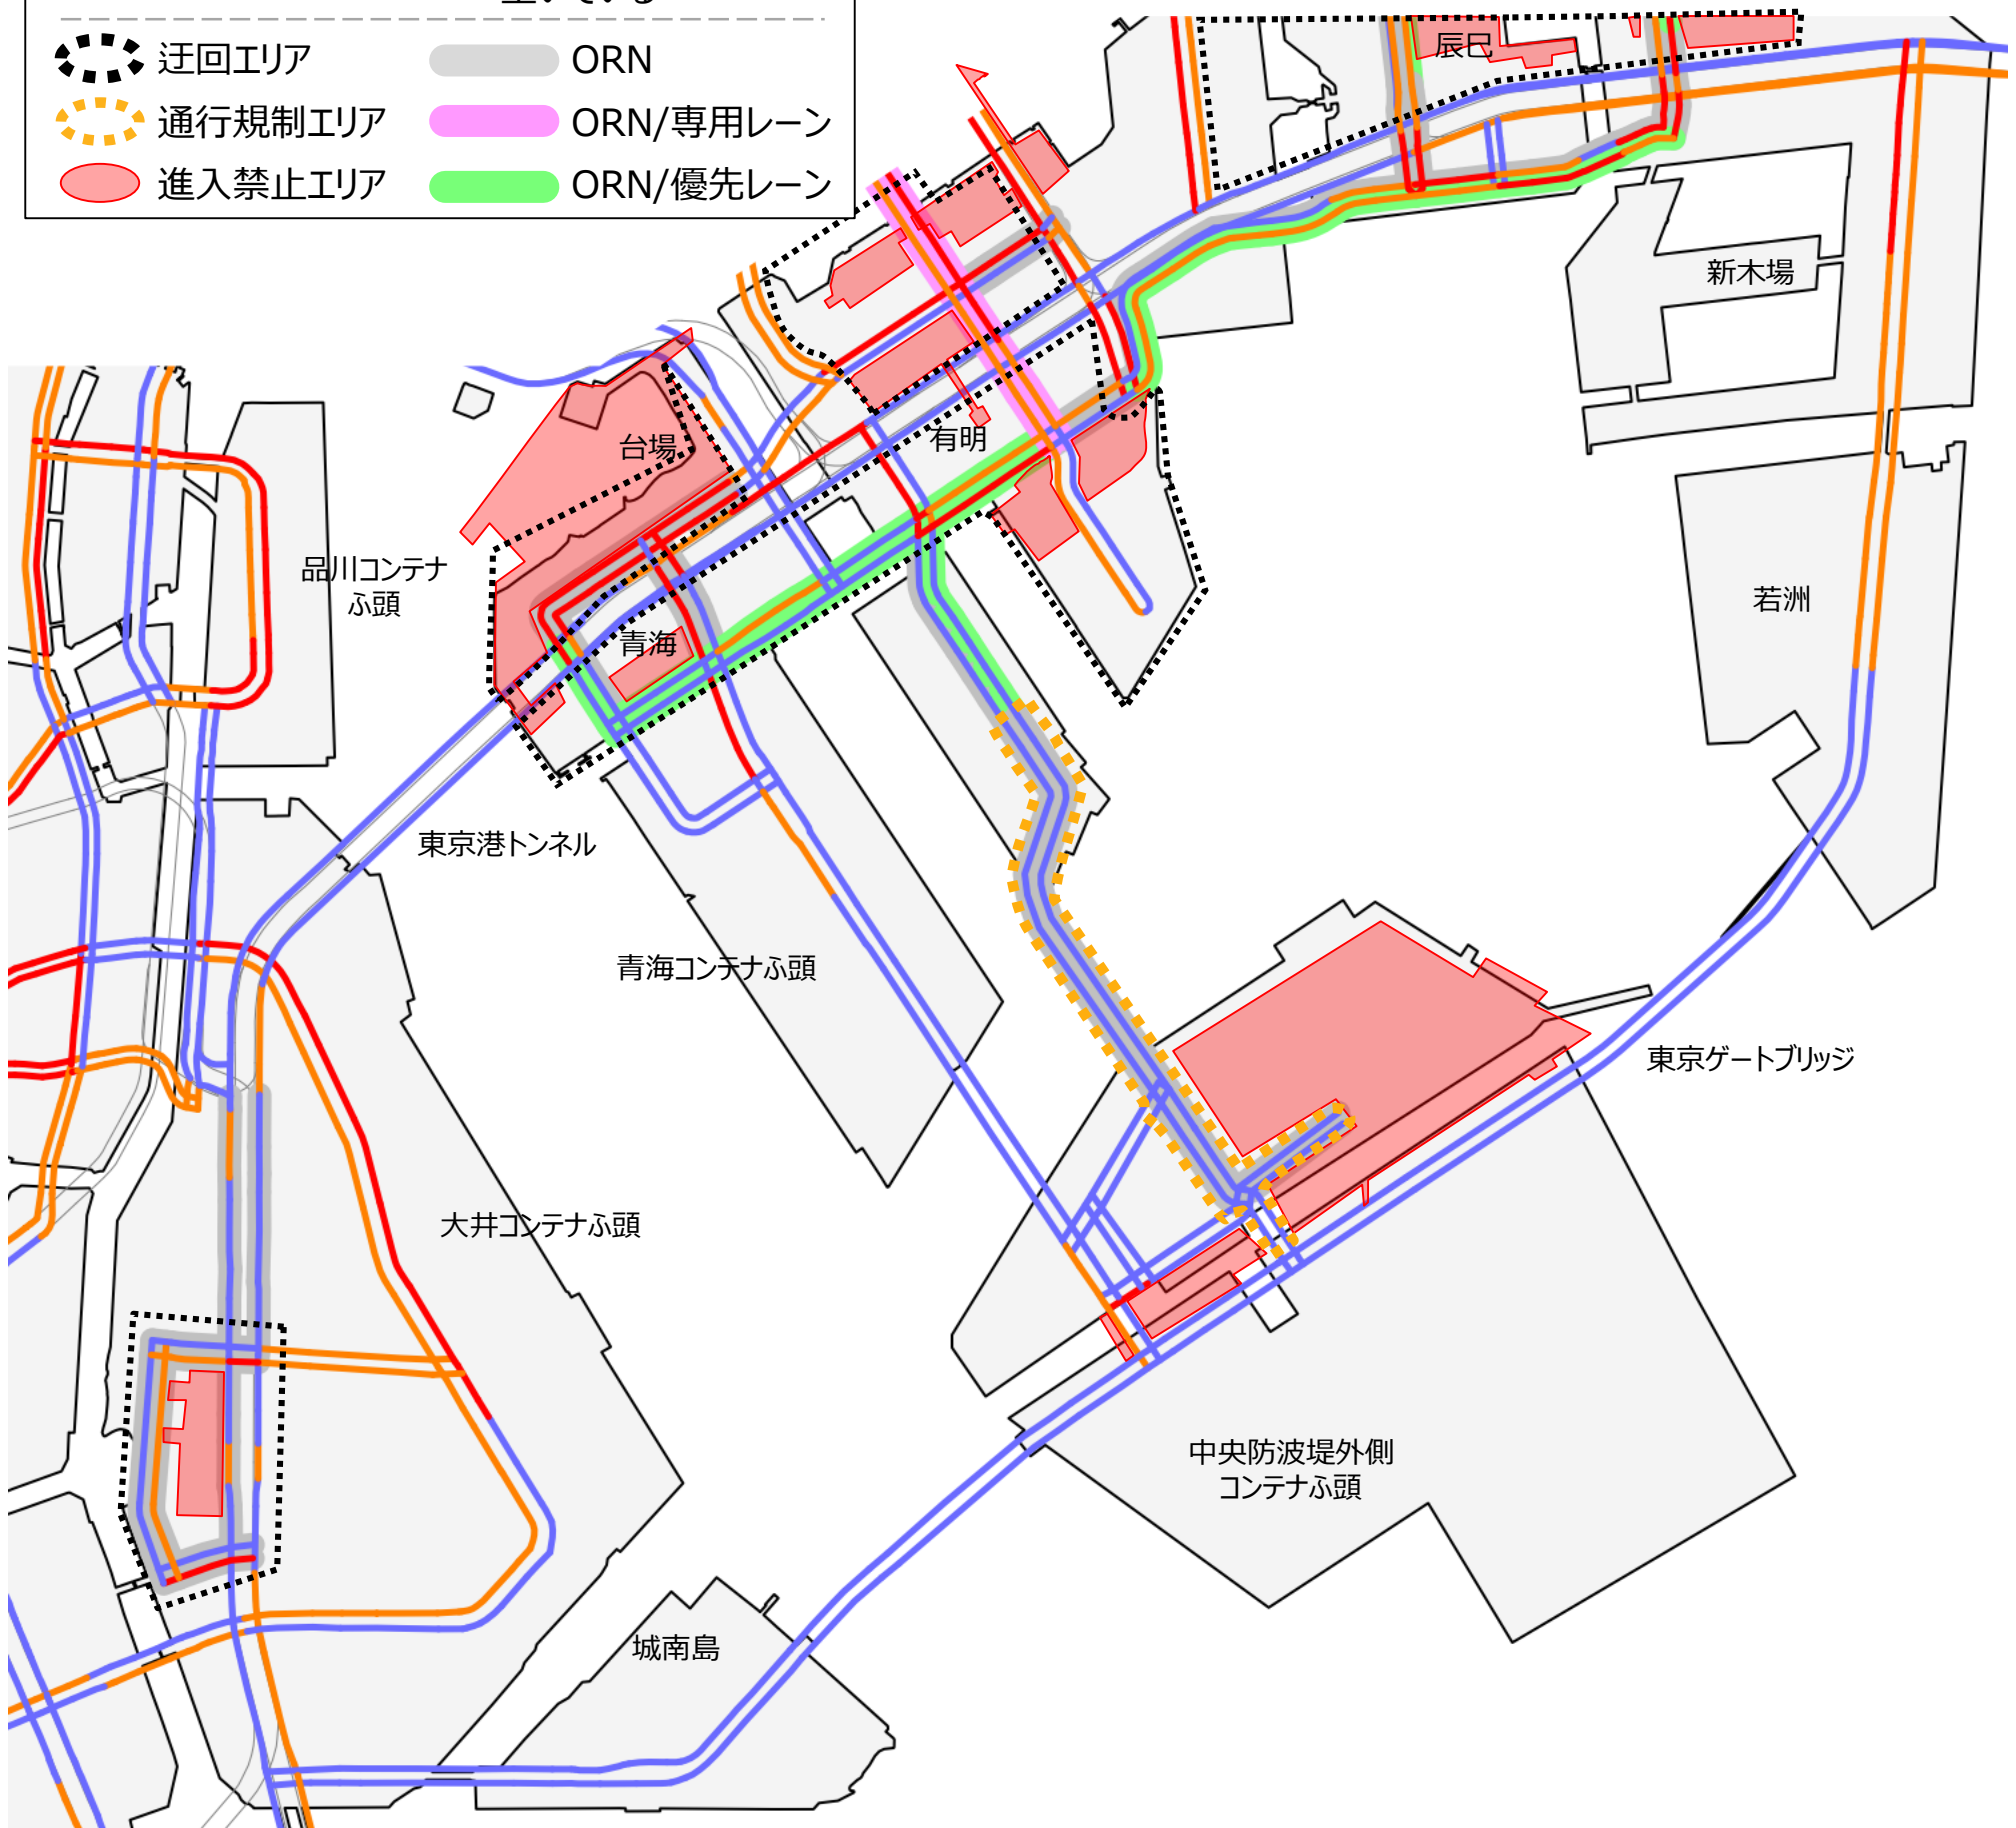 空いている
迂回エリア
ORN
通行規制エリア
ORN/専用レーン
進入禁止エリア
ORN/優先レーン
辰巳
新木場
有明
台場
品川コンテナ
ふ頭
若洲
青海
東京港トンネル
青海コンテナふ頭
東京ゲートブリッジ
大井コンテナふ頭
中央防波堤外側
コンテナふ頭
城南島